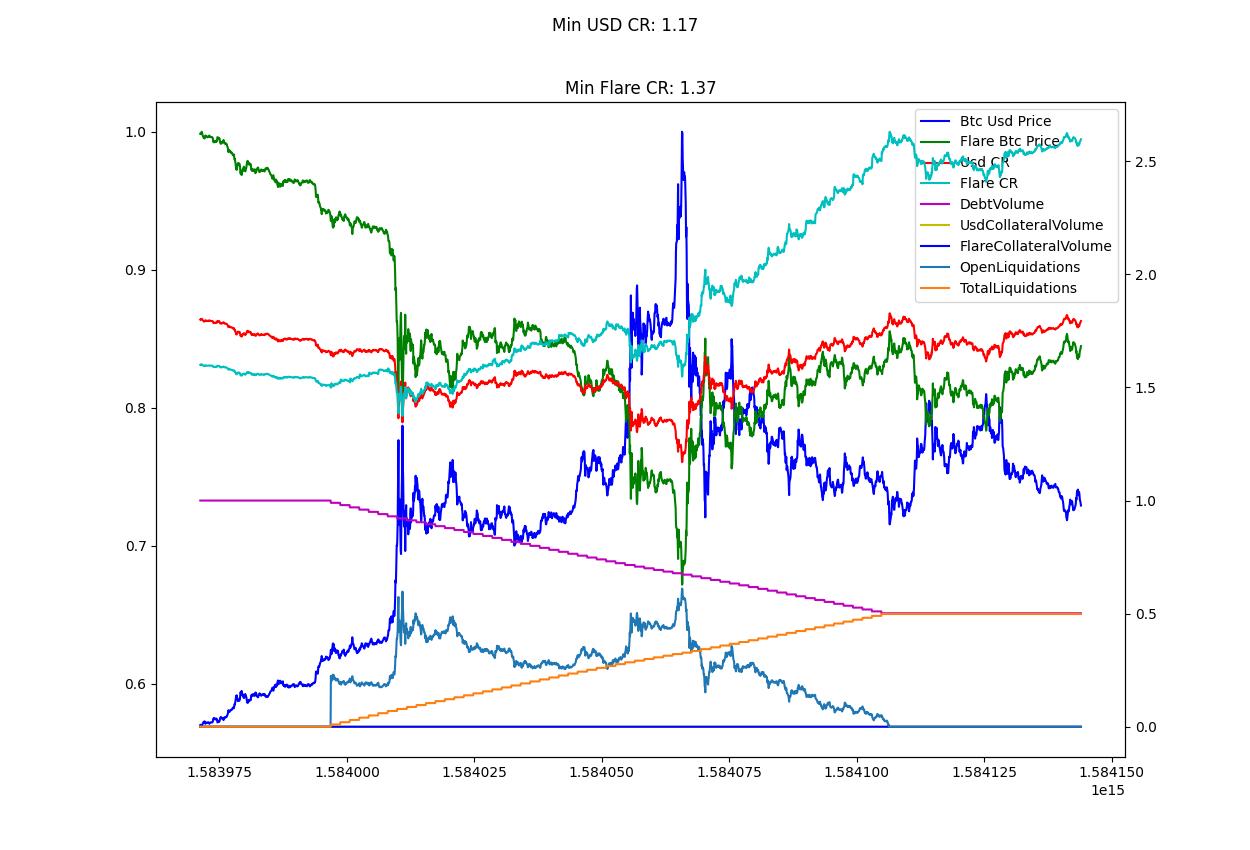 Min USD CR: 1.17
Min Flare CR: 1.37
Btc Usd Price
Flare Btc Price
Usd CR
Flare CR
DebtVolume
UsdCollateralVolume
FlareCollateralVolume
OpenLiquidations
TotalLiquidations
1.0
0.9
0.8
0.7
0.6
2.5
2.0
1.5
1.0
0.5
0.0
1.583975
1.584000
1.584025
1.584050
1.584075
1.584100
1.584125
1.584150
1e15